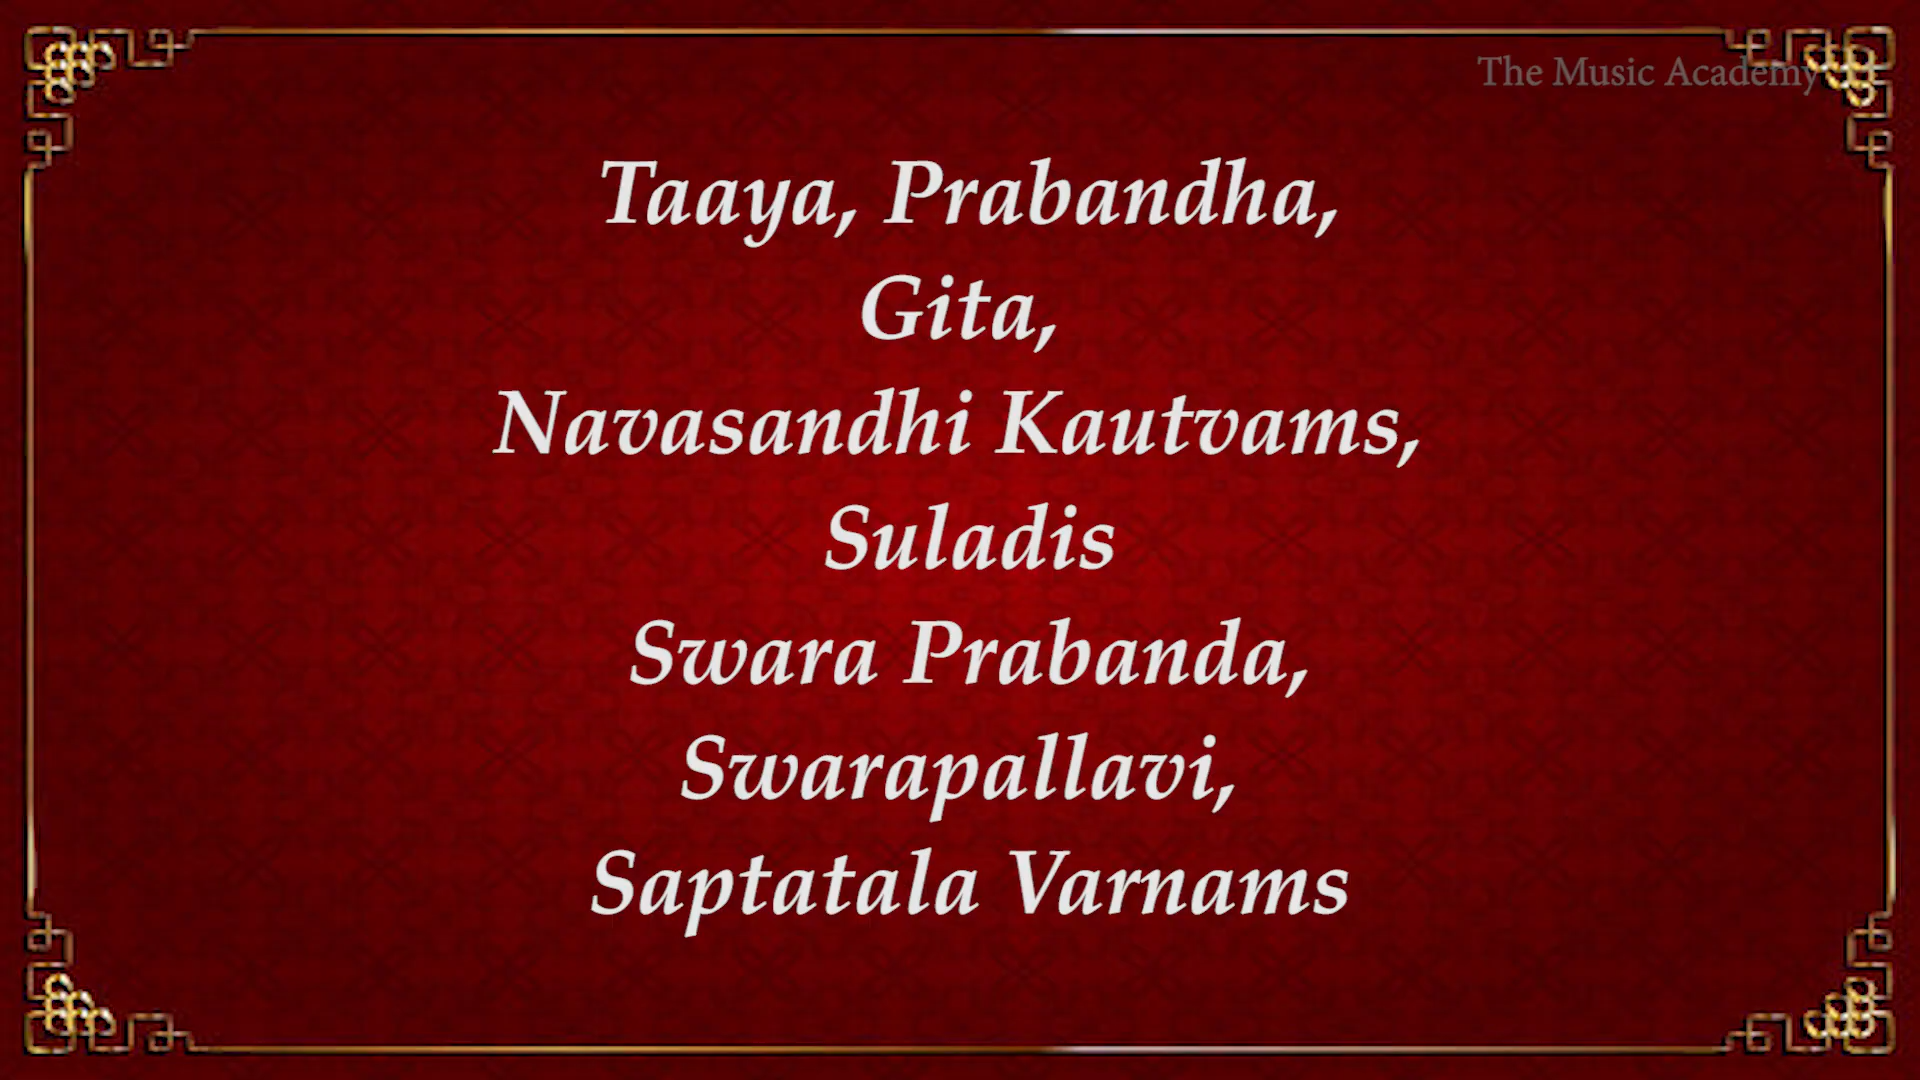 The Music Academy
Taaya, Prabandha,
Gita,
Navasandhi Kautvams,
Suladis
Swara Prabanda,
Swarapallavi,
Saptatala Varnams